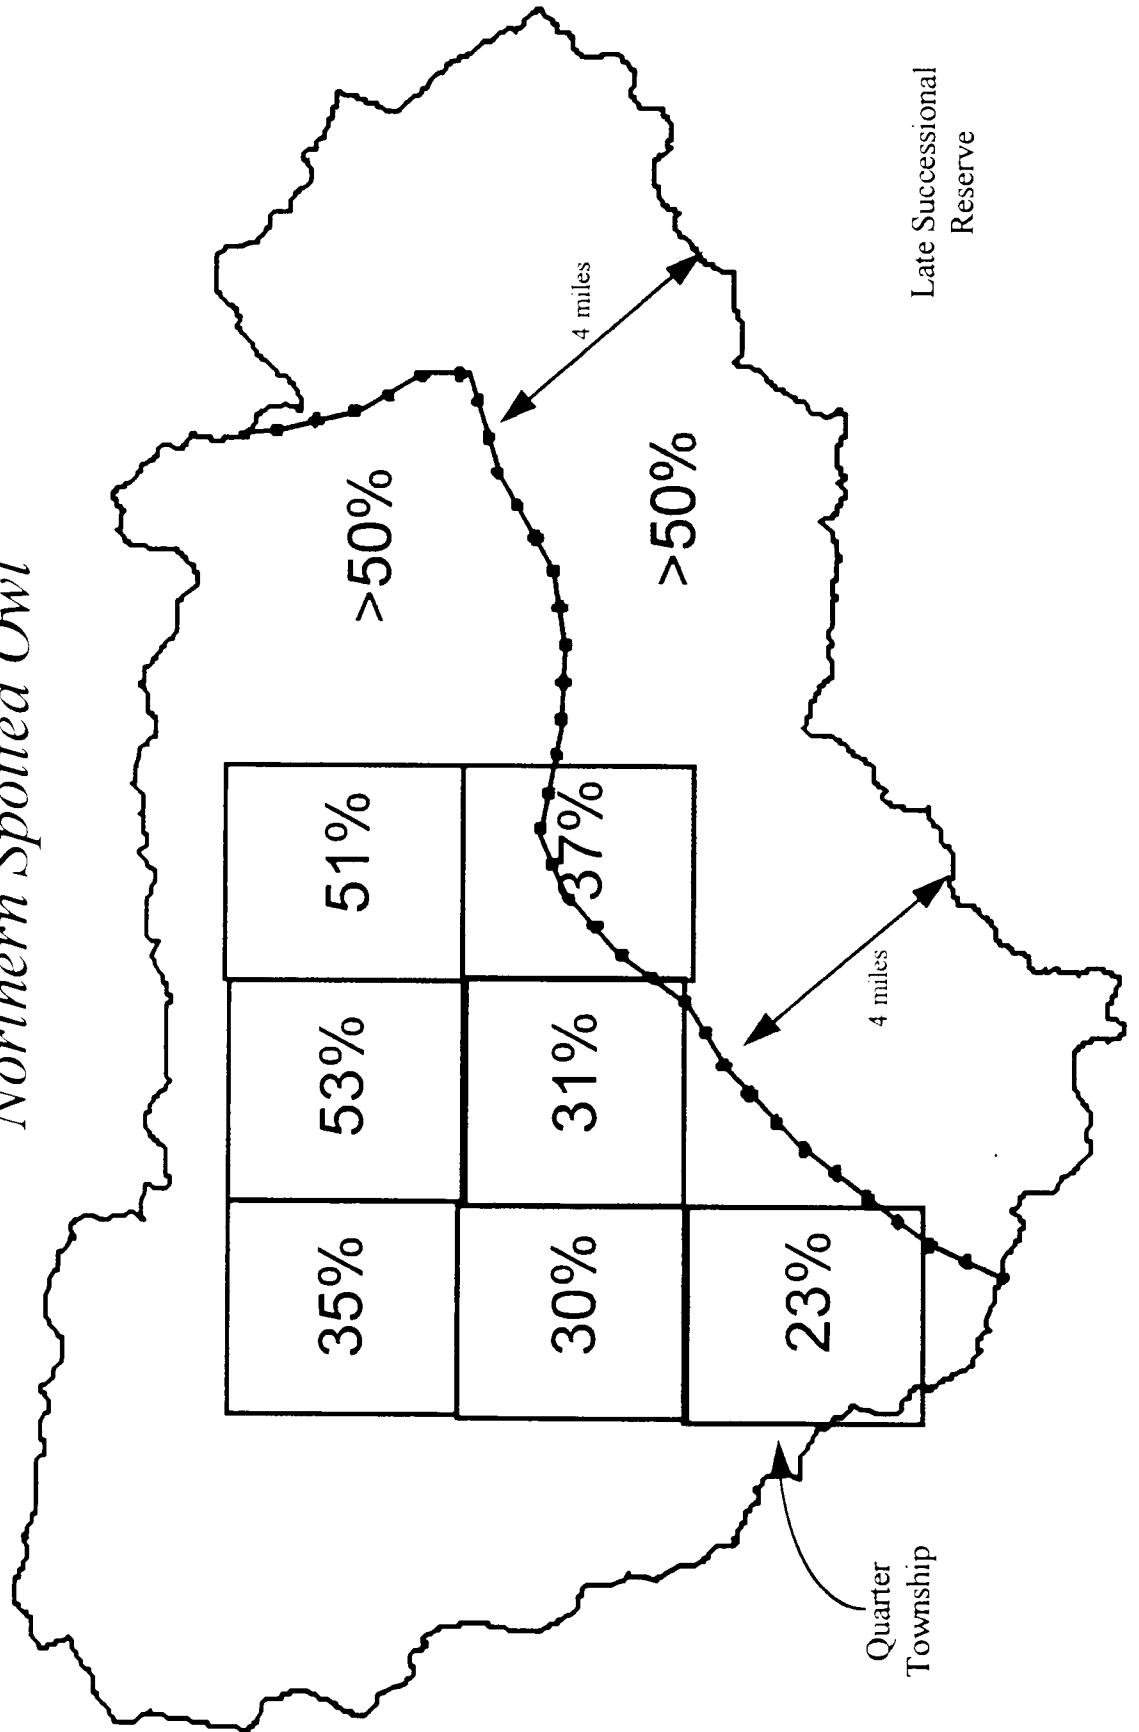 Northern Spotted Owl
35%
53%
51%
>50%
30%
31%
37%
4 miles
>50%
23%
4 miles
Quarter
Township
Late Successional
Reserve